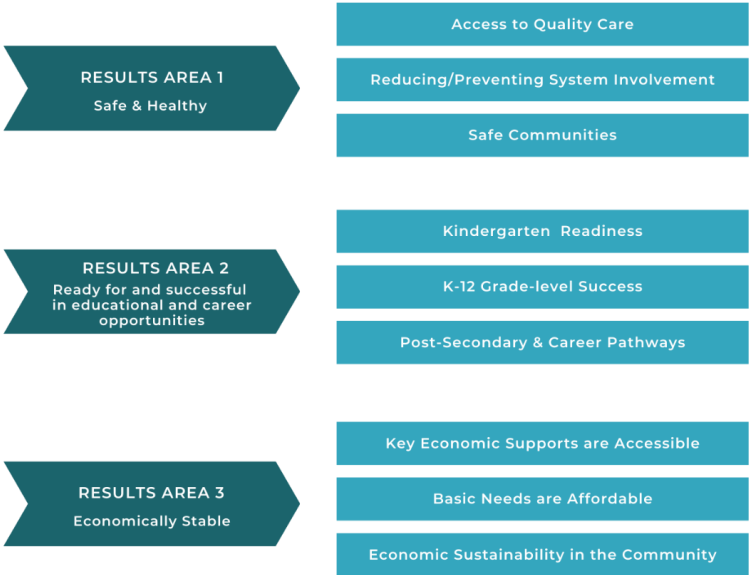 RESULTS AREA 1
Safe & Healthy
Access to Quality Care
Reducing/Preventing System Involvement
Safe Communities
RESULTS AREA 2
Ready for and successful
in educational and career
opportunities
Kindergarten Readiness
K-12 Grade-level Success
Post-Secondary & Career Pathways
RESULTS AREA 3
Economically Stable
Key Economic Supports are Accessible
Basic Needs are Affordable
Economic Sustainability in the Community